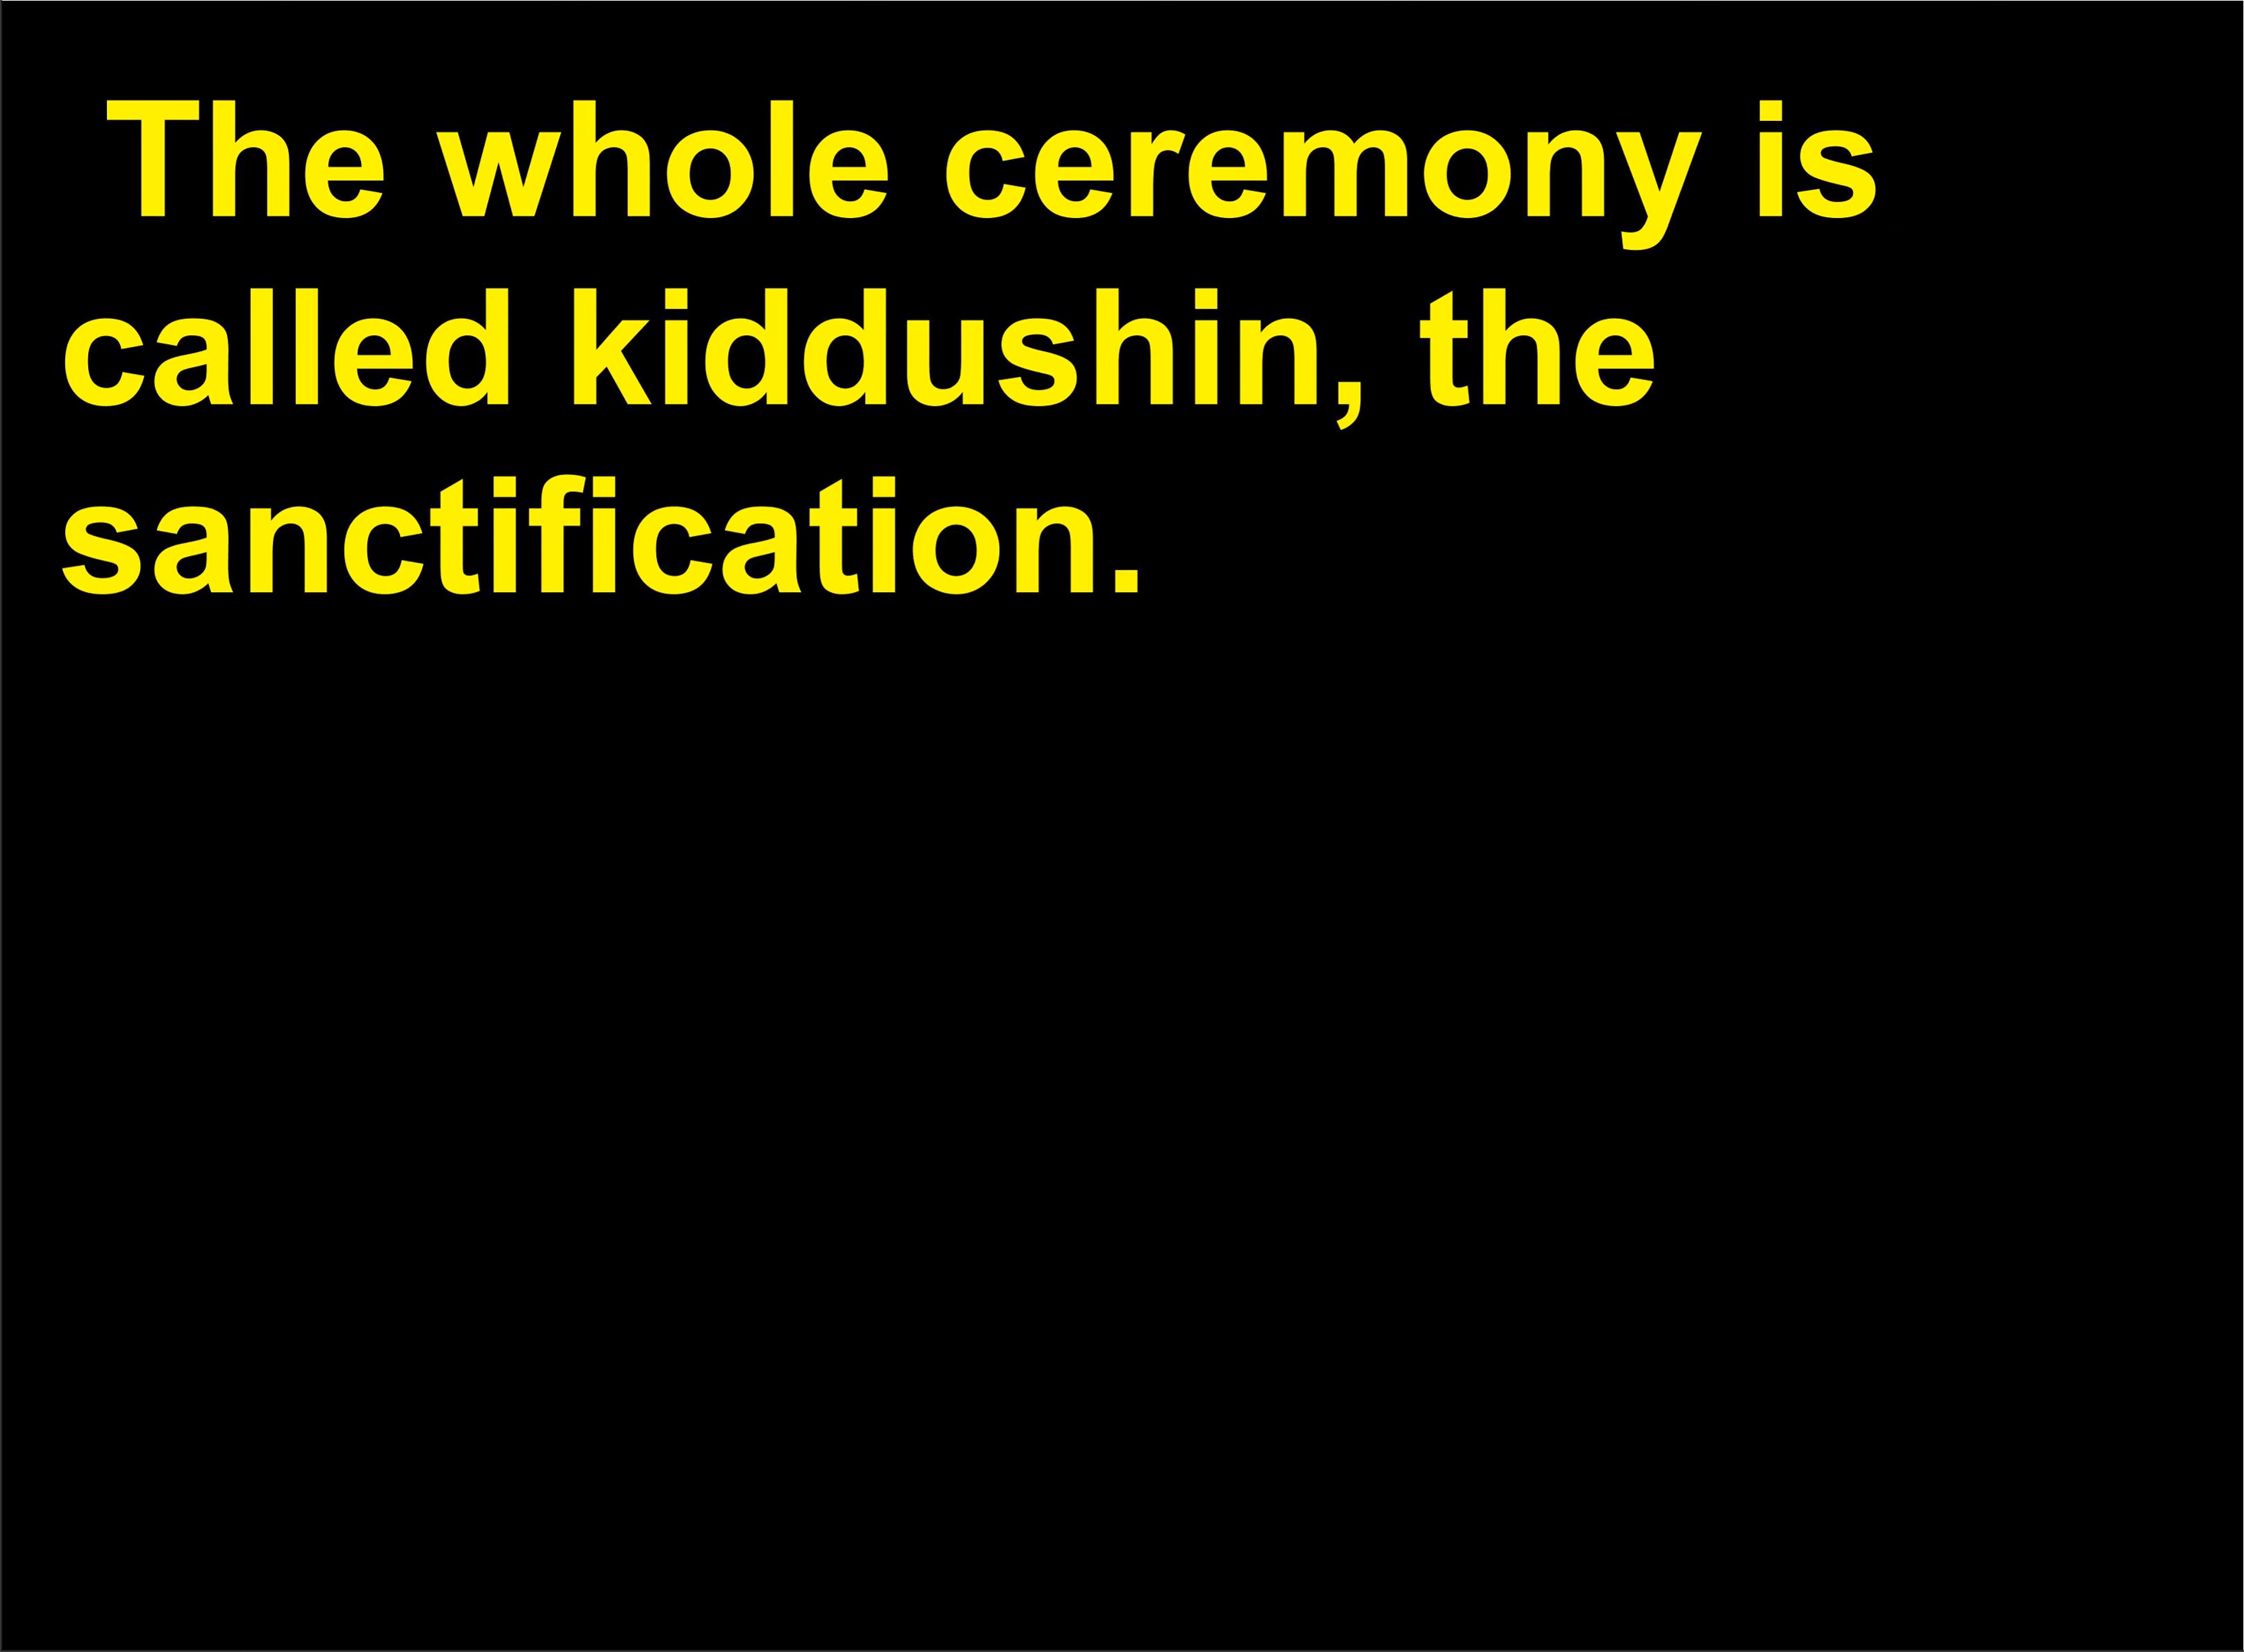 The whole ceremony is
called kiddushin, the
sanctification.